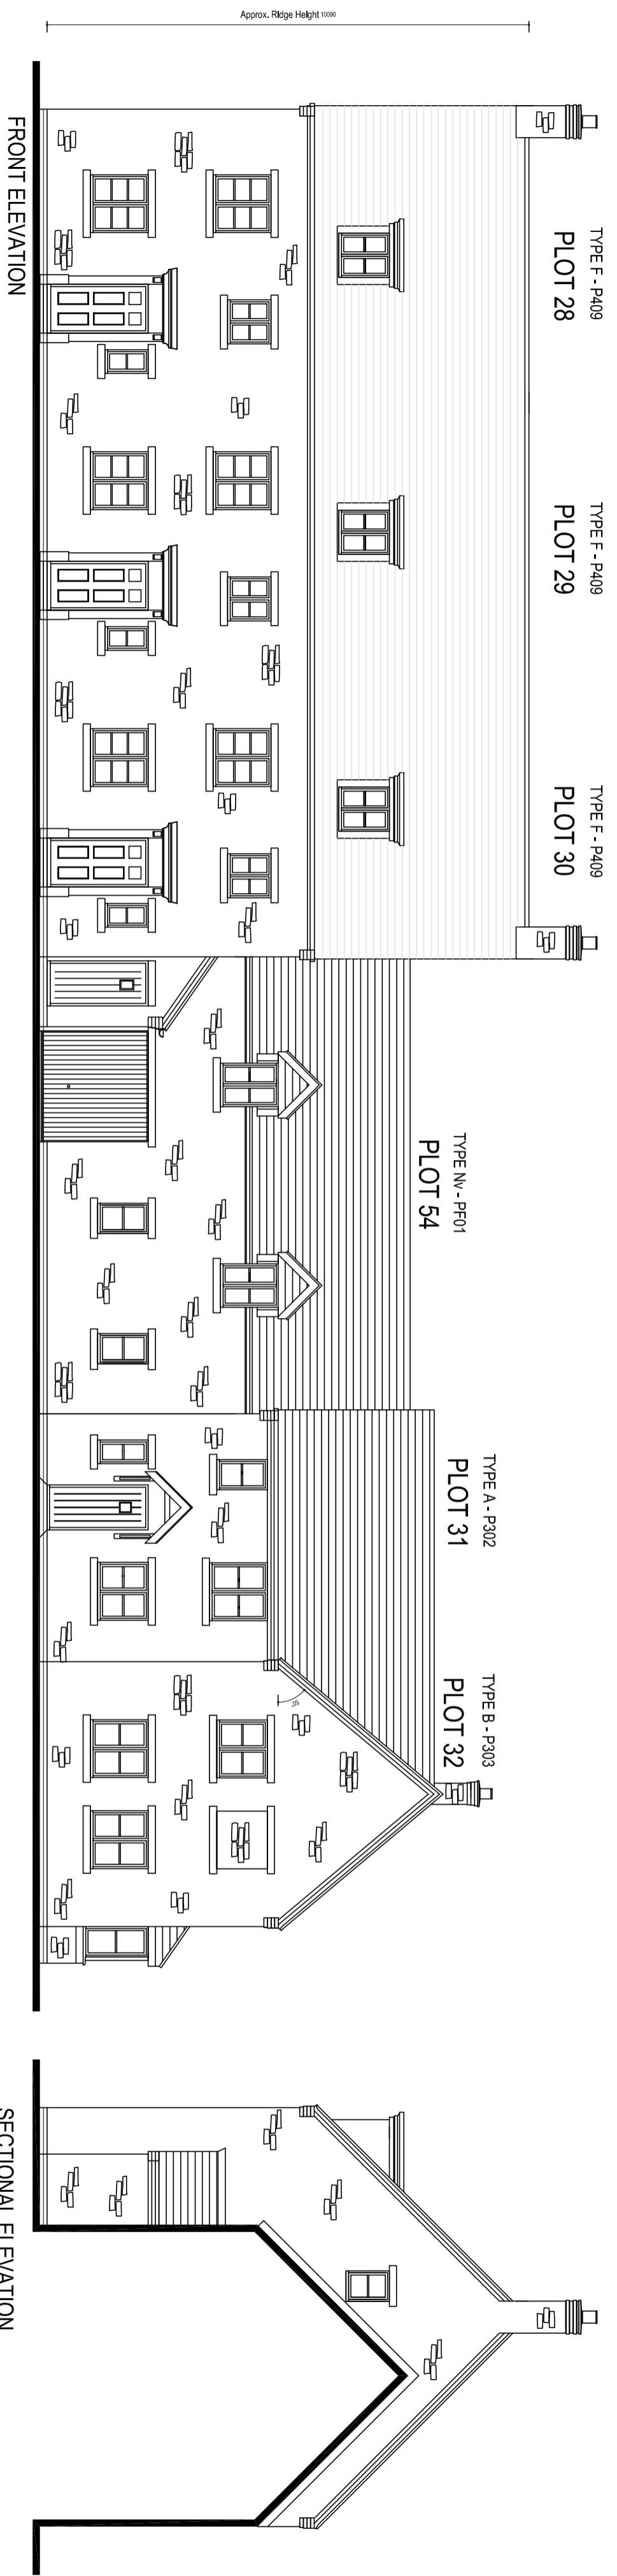 Approx. Ridge Height 10090
TYPE F - P409
PLOT 28
TYPE F - P409
PLOT 29
TYPE F - P409
PLOT 30
TYPE Nv - PF01
PLOT 54
TYPE A - P302
PLOT 31
TYPE B - P303
PLOT 32
FRONT ELEVATION
SECTIONAL ELEVATION